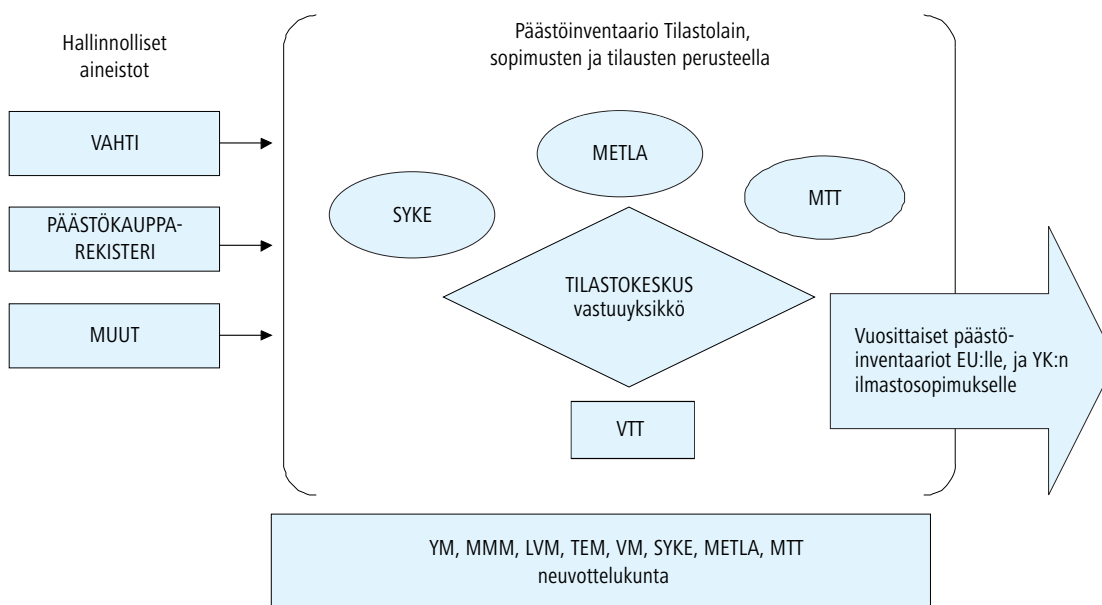 Hallinnolliset
aineistot
VAHTI
PÄÄSTÖKAUPPA-
REKISTERI
MUUT
Päästöinventaario Tilastolain,
sopimusten ja tilausten perusteella
METLA
SYKE
MTT
TILASTOKESKUS
vastuuyksikkö
VTT
Vuosittaiset päästö-
inventaariot EU:lle, ja YK:n
ilmastosopimukselle
YM, MMM, LVM, TEM, VM, SYKE, METLA, MTT
neuvottelukunta